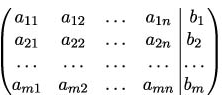 a₁₁ a₁₂ … a₁ₙ b₁
a₂₁ a₂₂ … a₂ₙ b₂
… … … … …
aₘ₁ aₘ₂ … aₘₙ bₘ